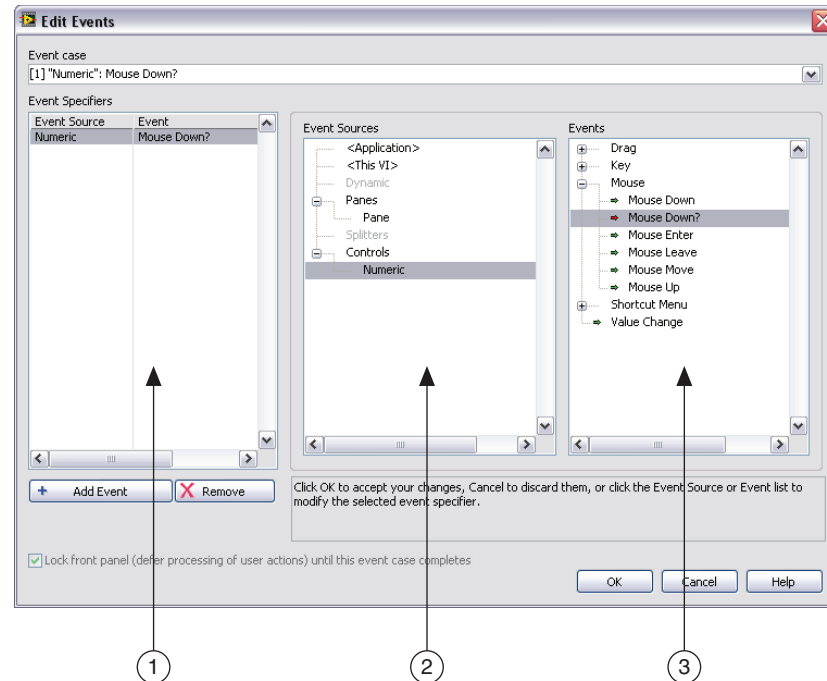 Edit Events
Event case
[1] "Numeric": Mouse Down?
Event Specifiers
Event Source Event
Numeric Mouse Down?
Event Sources
<Application>
<This VI>
Dynamic
Panes
Pane
Splitters
Controls
Numeric
Events
Drag
Key
Mouse
Mouse Down
Mouse Down?
Mouse Enter
Mouse Leave
Mouse Move
Mouse Up
Shortcut Menu
Value Change
+ Add Event X Remove
Click OK to accept your changes, Cancel to discard them, or click the Event Source or Event list to
modify the selected event specifier.
Lock front panel (defer processing of user actions) until this event case completes
OK Cancel Help
1 2 3